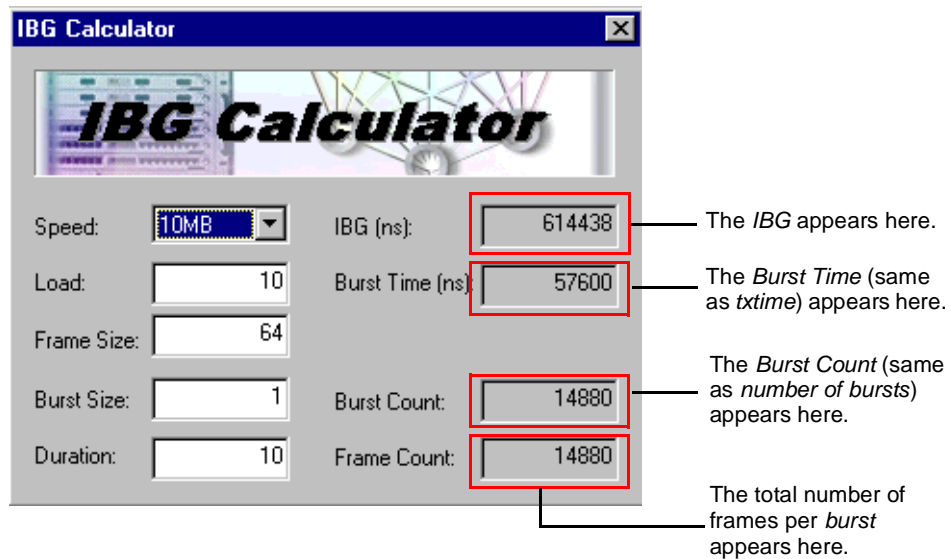 IBG Calculator
IBG Calculator
Speed: 10MB IBG (ns): 614438
The IBG appears here.
Load: 10 Burst Time (ns): 57600
The Burst Time (same
as txtime) appears here.
Frame Size: 64
Burst Size: 1 Burst Count: 14880
The Burst Count (same
as number of bursts)
appears here.
Duration: 10 Frame Count: 14880
The total number of
frames per burst
appears here.